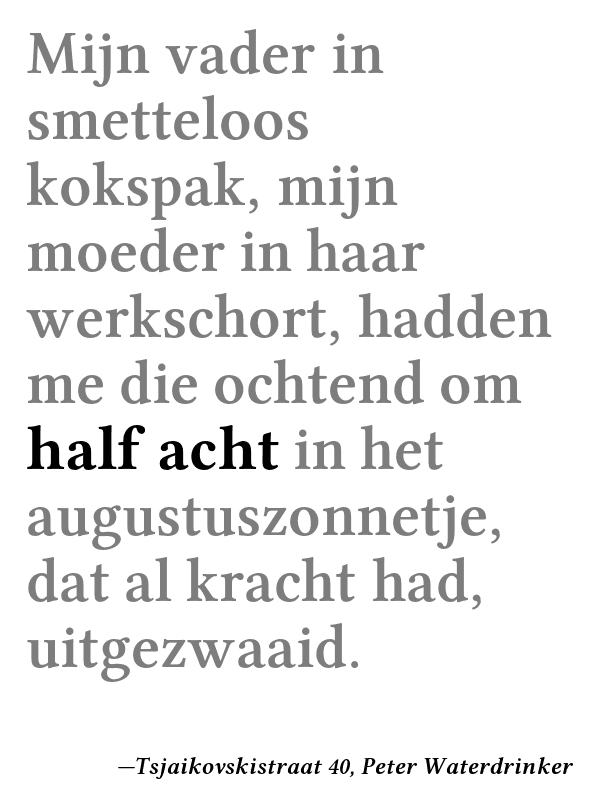 Mijn vader in
smetteloos
kokspak, mijn
moeder in haar
werkschort, hadden
me die ochtend om
half acht in het
augustuszonnetje,
dat al kracht had,
uitgezwaaid.
—Tsjaikovskistraat 40, Peter Waterdrinker